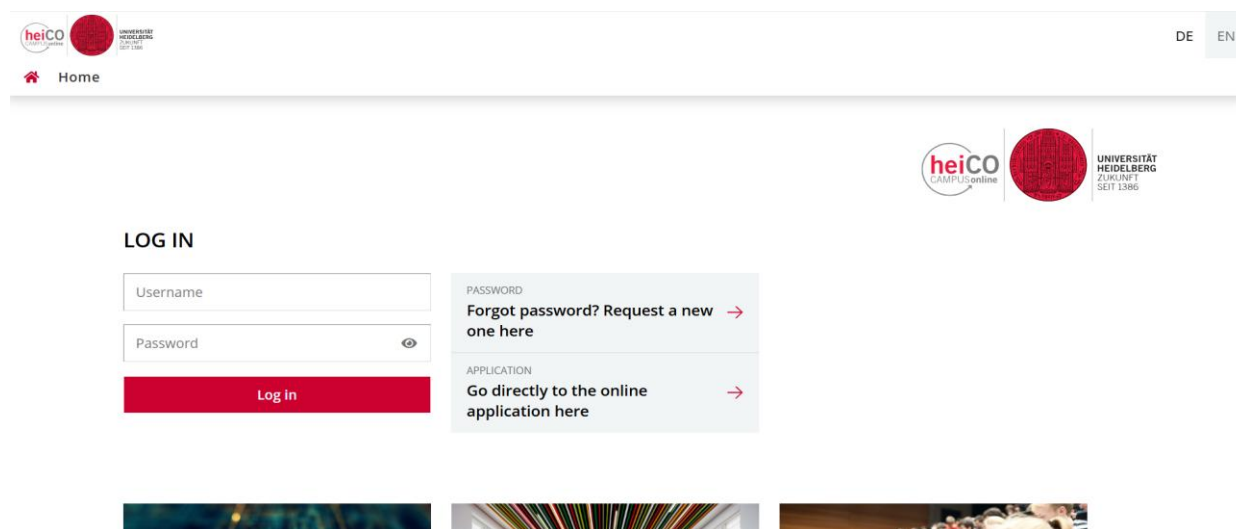 heiCO
CAMPUSonline
UNIVERSITÄT
HEIDELBERG
ZUKUNFT
SEIT 1386
DE EN
Home
heiCO
CAMPUSonline
UNIVERSITÄT
HEIDELBERG
ZUKUNFT
SEIT 1386
LOG IN
Username
Password
Log in
PASSWORD
Forgot password? Request a new
one here
APPLICATION
Go directly to the online
application here